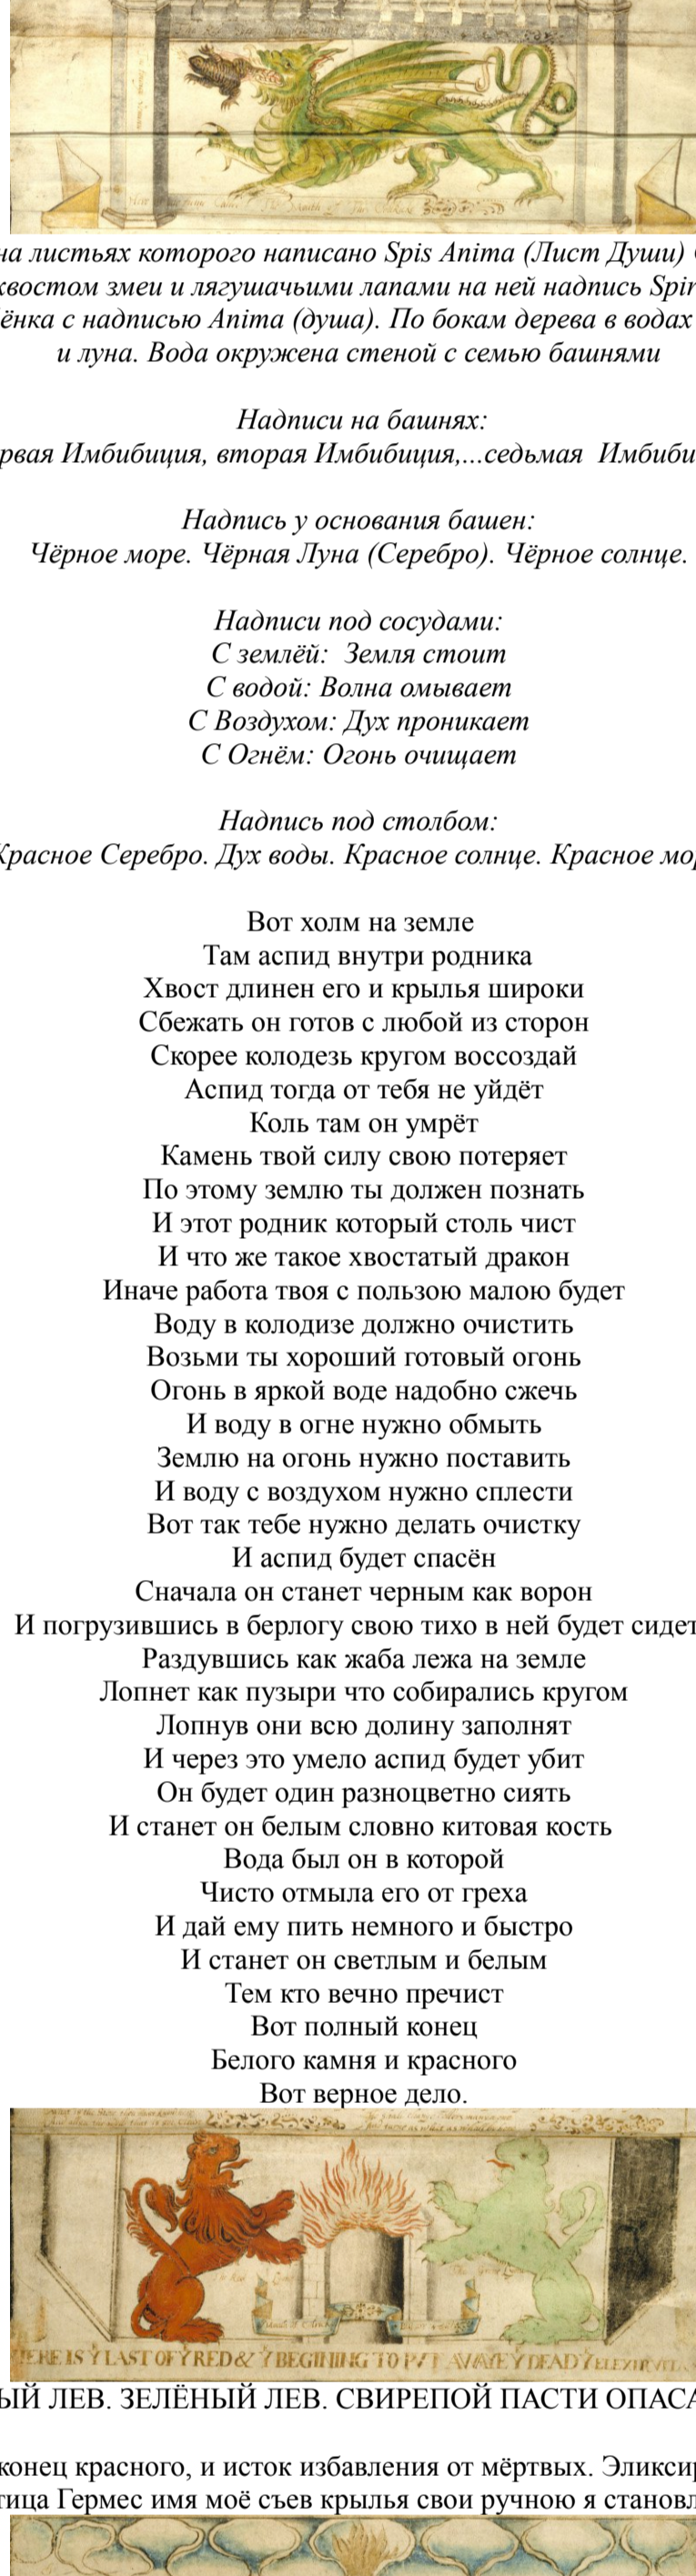 на листьях которого написано Spis Anima (Лист Души)
хвостом змеи и лягушачьими лапами на ней надпись
с надписью Anima (душа). По бокам дерева в водах
и луна. Вода окружена стеной с семью башнями
Надписи на башнях:
Имбибиция, вторая Имбибиция,...седьмая
Надпись у основания башен:
Чёрное море. Чёрная Луна (Серебро). Чёрное солнце.
Надписи под сосудами:
С землёй: Земля стоит
С водой: Волна омывает
С Воздухом: Дух проникает
С Огнём: Огонь очищает
Надпись под столбом:
Красное Серебро. Дух воды. Красное солнце. Красное
Вот холм на земле
Там аспид внутри родника
Хвост длинен его и крылья широки
Сбежать он готов с любой из сторон
Скорее колодезь кругом воссоздай
Аспид тогда от тебя не уйдёт
Коль там он умрёт
Камень твой силу свою потеряет
По этому землю ты должен познать
И этот родник который столь чист
И что же такое хвостатый дракон
Иначе работа твоя с пользою малою будет
Воду в колодизе должно очистить
Возьми ты хороший готовый огонь
Огонь в яркой воде надобно сжечь
И воду в огне нужно обмыть
Землю на огонь нужно поставить
И воду с воздухом нужно сплести
Вот так тебе нужно делать очистку
И аспид будет спасён
Сначала он станет черным как ворон
И погрузившись в берлогу свою тихо в ней будет сидет
Раздувшись как жаба лежа на земле
Лопнет как пузыри что собирались кругом
Лопнув они всю долину заполнят
И через это умело аспид будет убит
Он будет один разноцветно сиять
И станет он белым словно китовая кость
Вода был он в которой
Чисто отмыла его от греха
И дай ему пить немного и быстро
И станет он светлым и белым
Тем кто вечно пречист
Вот полный конец
Белого камня и красного
Вот верное дело.
HERE IS Y LAST OF Y RED & Y BEGINING TO PVT AWAYE Y DEAD Y
ЛЕВ. ЗЕЛЁНЫЙ ЛЕВ. СВИРЕПОЙ ПАСТИ
конец красного, и исток избавления от мёртвых.
Гермес имя моё съев крылья свои ручною я